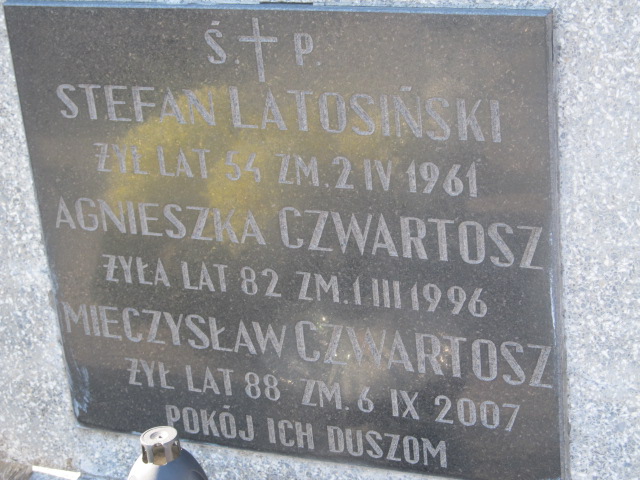 Ś. P.
STEFAN LATOSIŃSKI
ŻYŁ LAT 54 ZM. 2 IV 1961
AGNIESZKA CZWARTOSZ
ŻYŁA LAT 82 ZM. 1 III 1996
MIECZYSŁAW CZWARTOSZ
ŻYŁ LAT 88 ZM. 6 IX 2007
POKÓJ ICH DUSZOM